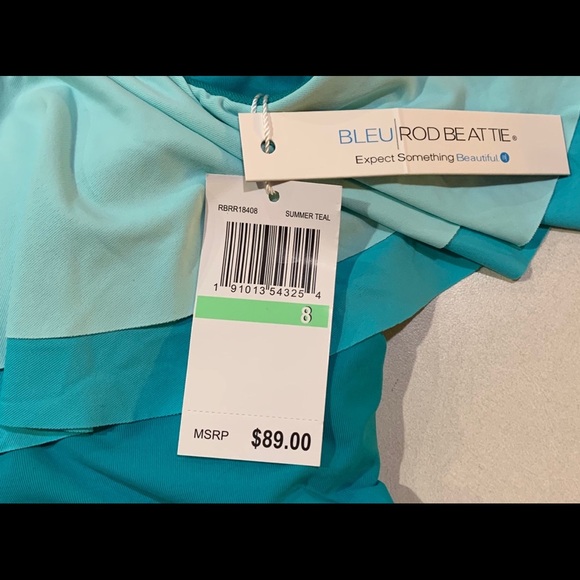 BLEU|ROD BEATTIE®
Expect Something Beautiful.
RBRR18408 SUMMER TEAL
1 91013 54325 4
8
MSRP $89.00